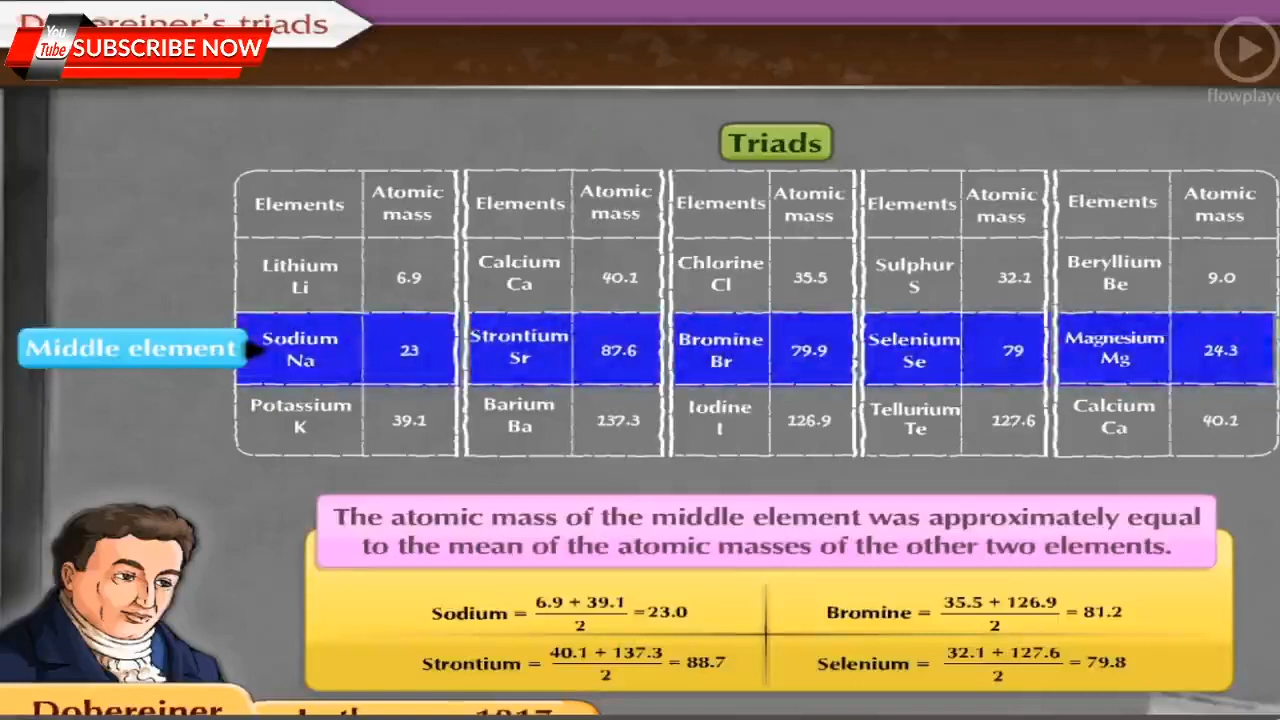 Dobereiner's triads
You
Tube
SUBSCRIBE NOW
flowplaye
Triads
Elements Atomic mass Elements Atomic mass Elements Atomic mass Elements Atomic mass Elements Atomic mass
Lithium Li 6.9 Calcium Ca 40.1 Chlorine Cl 35.5 Sulphur S 32.1 Beryllium Be 9.0
Middle element Sodium Na 23 Strontium Sr 87.6 Bromine Br 79.9 Selenium Se 79 Magnesium Mg 24.3
Potassium K 39.1 Barium Ba 137.3 Iodine I 126.9 Tellurium Te 127.6 Calcium Ca 40.1
The atomic mass of the middle element was approximately equal
to the mean of the atomic masses of the other two elements.
Sodium = 6.9 + 39.1 / 2 = 23.0 Bromine = 35.5 + 126.9 / 2 = 81.2
Strontium = 40.1 + 137.3 / 2 = 88.7 Selenium = 32.1 + 127.6 / 2 = 79.8
Dobereiner
1817